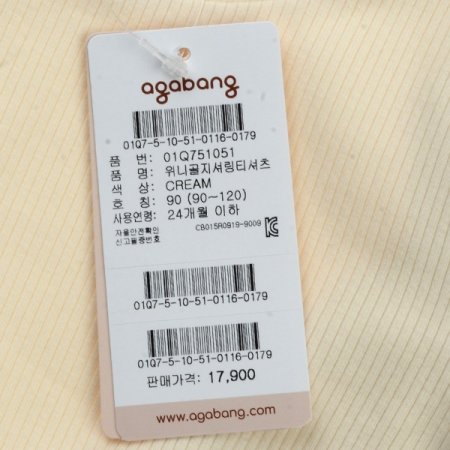 agabang
01Q7-5-10-51-0116-0179
품 번: 01Q751051
품 명: 위니골지셔링티셔츠
색 상: CREAM
호 칭: 90 (90~120)
사용연령: 24개월 이하
자율안전확인
신고필증번호 CB015R0919-9009
01Q7-5-10-51-0116-0179
01Q7-5-10-51-0116-0179
판매가격: 17,900
www.agabang.com